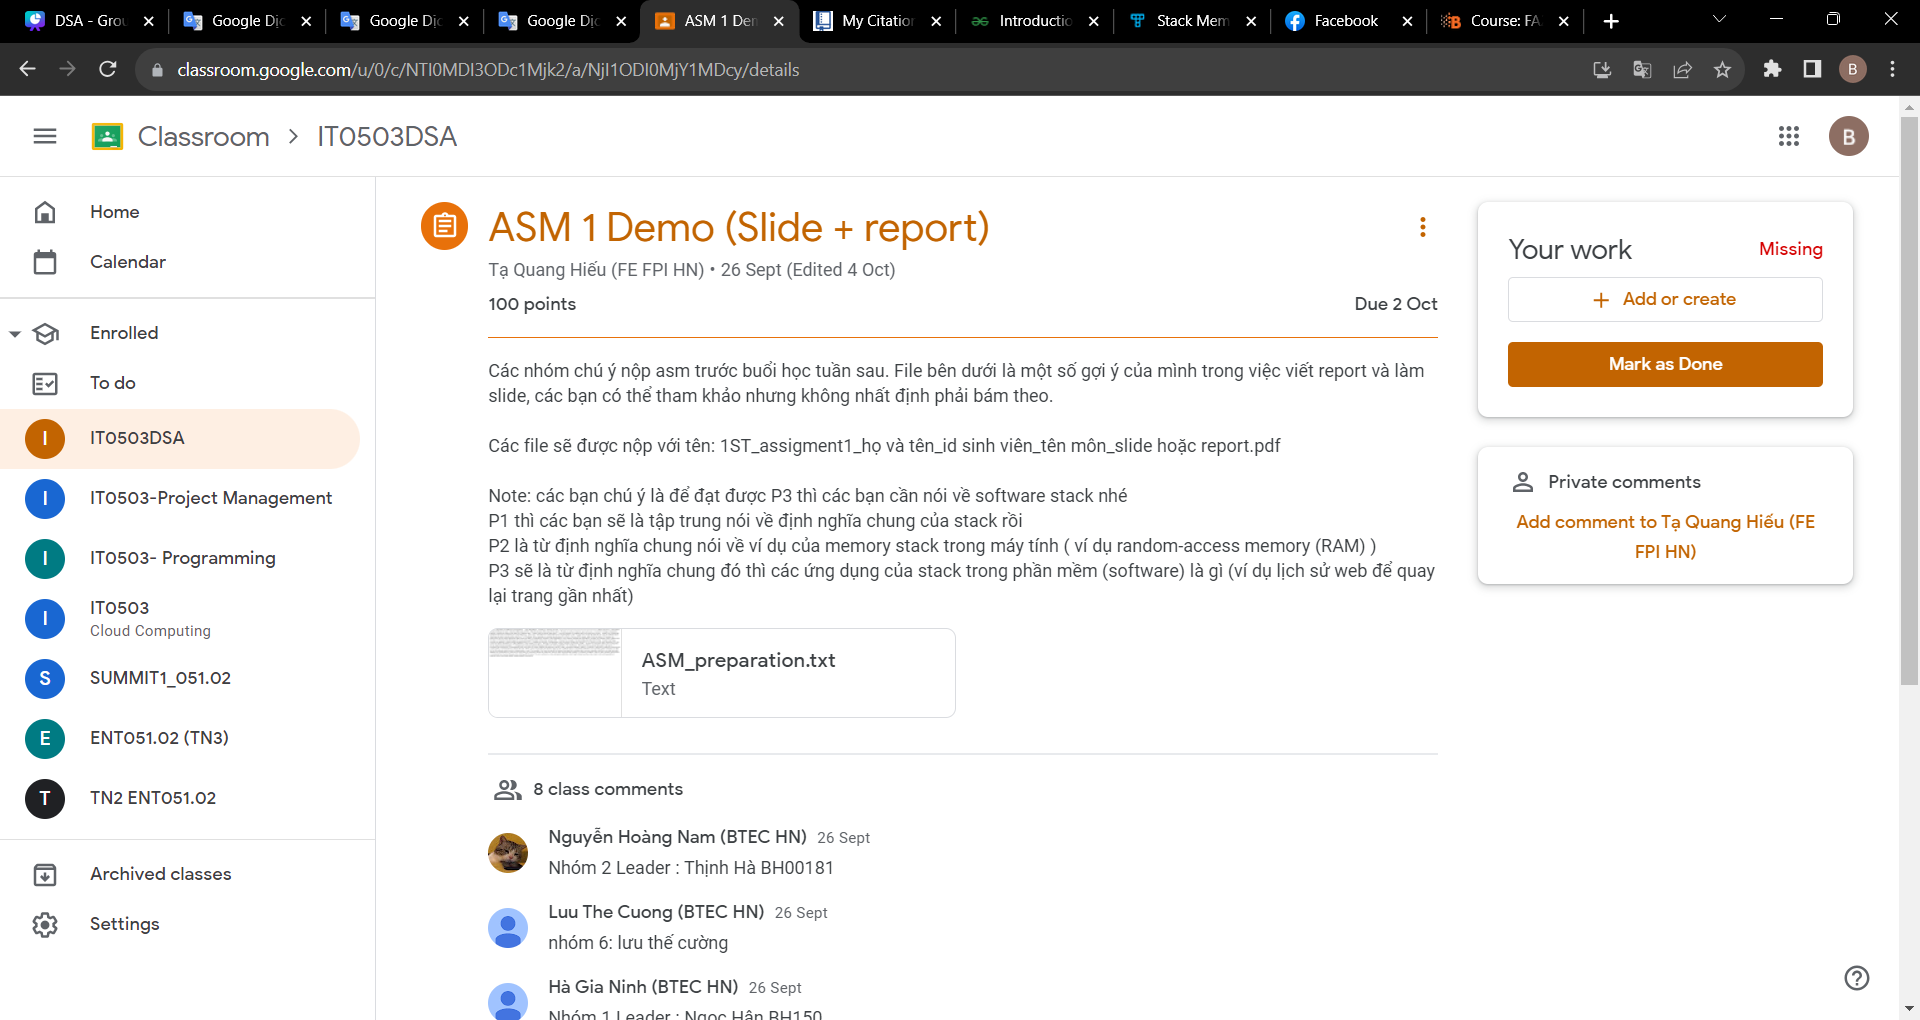 DSA - Grou
Google Dic
Google Dic
Google Dic
ASM 1 Den
My Citation
Introductio
Stack Mem
Facebook
Course: FA
classroom.google.com/u/0/c/NTI0MDI3ODc1Mjk2/a/NjI1ODI0MjY1MDcy/details
B
Classroom > IT0503DSA
B
Home
Calendar
Enrolled
To do
I IT0503DSA
I IT0503-Project Management
I IT0503- Programming
I IT0503
Cloud Computing
S SUMMIT1_051.02
E ENT051.02 (TN3)
T TN2 ENT051.02
Archived classes
Settings
ASM 1 Demo (Slide + report)
Tạ Quang Hiếu (FE FPI HN) • 26 Sept (Edited 4 Oct)
100 points
Due 2 Oct
Các nhóm chú ý nộp asm trước buổi học tuần sau. File bên dưới là một số gợi ý của mình trong việc viết report và làm
slide, các bạn có thể tham khảo nhưng không nhất định phải bám theo.
Các file sẽ được nộp với tên: 1ST_assigment1_họ và tên_id sinh viên_tên môn_slide hoặc report.pdf
Note: các bạn chú ý là để đạt được P3 thì các bạn cần nói về software stack nhé
P1 thì các bạn sẽ là tập trung nói về định nghĩa chung của stack rồi
P2 là từ định nghĩa chung nói về ví dụ của memory stack trong máy tính ( ví dụ random-access memory (RAM) )
P3 sẽ là từ định nghĩa chung đó thì các ứng dụng của stack trong phần mềm (software) là gì (ví dụ lịch sử web để quay
lại trang gần nhất)
ASM_preparation.txt
Text
8 class comments
Nguyễn Hoàng Nam (BTEC HN) 26 Sept
Nhóm 2 Leader : Thịnh Hà BH00181
Luu The Cuong (BTEC HN) 26 Sept
nhóm 6: lưu thế cường
Hà Gia Ninh (BTEC HN) 26 Sept
Nhóm 1 Leader : Ngọc Hân BH150
Your work
Missing
+ Add or create
Mark as Done
Private comments
Add comment to Tạ Quang Hiếu (FE
FPI HN)